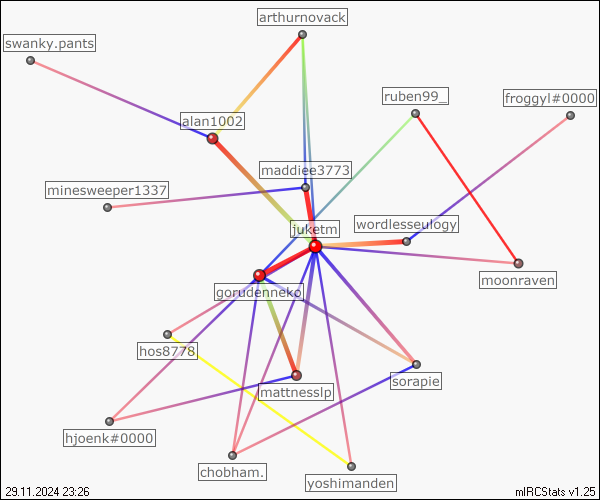 arthurnovack
swanky.pants
ruben99_
froggyl#0000
alan1002
maddiee3773
minesweeper1337
wordlesseulogy
juketm
moonraven
gorudenneko
hos8778
sorapie
mattnesslp
hjoenk#0000
chobham.
yoshimanden
29.11.2024 23:26
mIRCStats v1.25